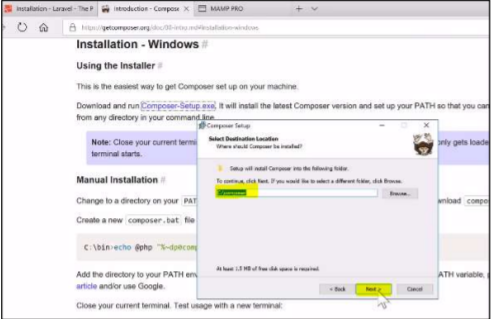 Installation - Laravel - The P
Introduction - Compose
MAMP PRO
https://getcomposer.org/doc/00-intro.md#installation-windows
Installation - Windows #
Using the Installer #
This is the easiest way to get Composer set up on your machine.
Download and run Composer-Setup.exe. It will install the latest Composer version and set up your PATH so that you can
from any directory in your command line.
Note: Close your current termi
only gets loade
terminal starts.
Manual Installation #
Change to a directory on your PAT
wnload compo
Create a new composer.bat file
C:\bin>echo @php "%~dp0comp
Add the directory to your PATH env
ATH variable, p
article and/or use Google.
Close your current terminal. Test usage with a new terminal:
Composer Setup
Select Destination Location
Where should Composer be installed?
Setup will install Composer into the following folder.
To continue, click Next. If you would like to select a different folder, click Browse.
Browse...
At least 1.5 MB of free disk space is required.
< Back
Next >
Cancel